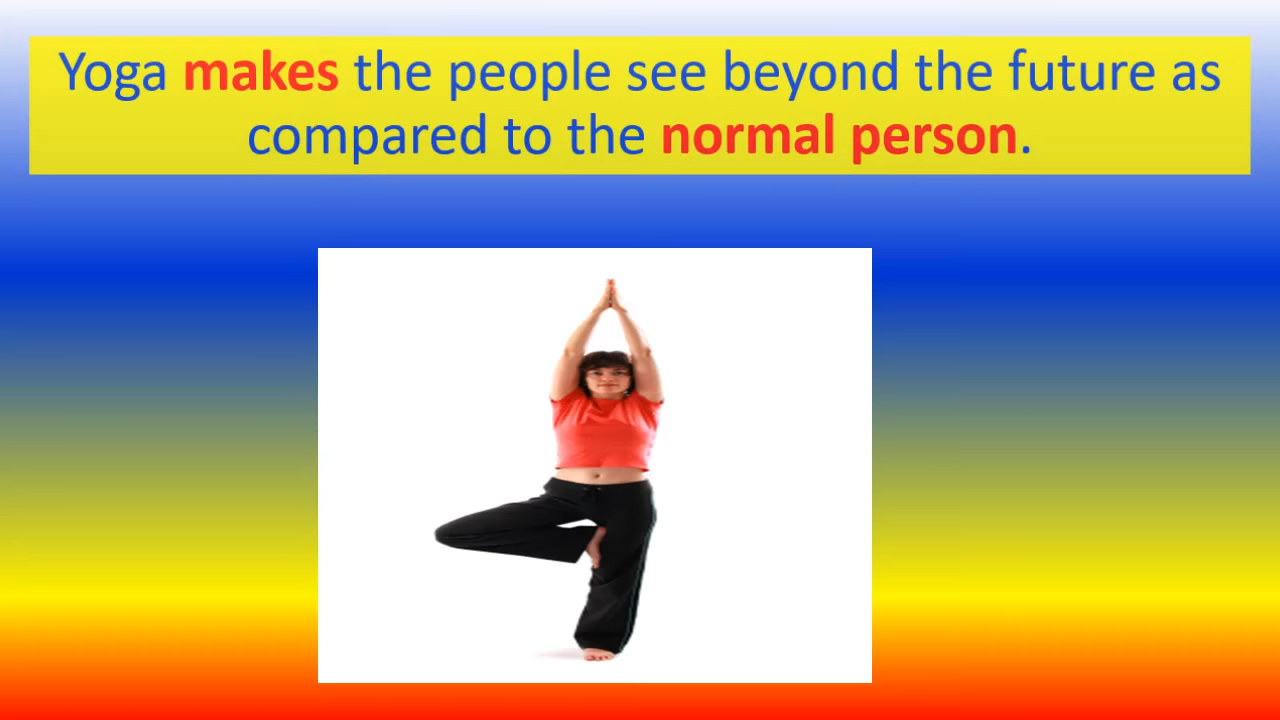 Yoga makes the people see beyond the future as
compared to the normal person.